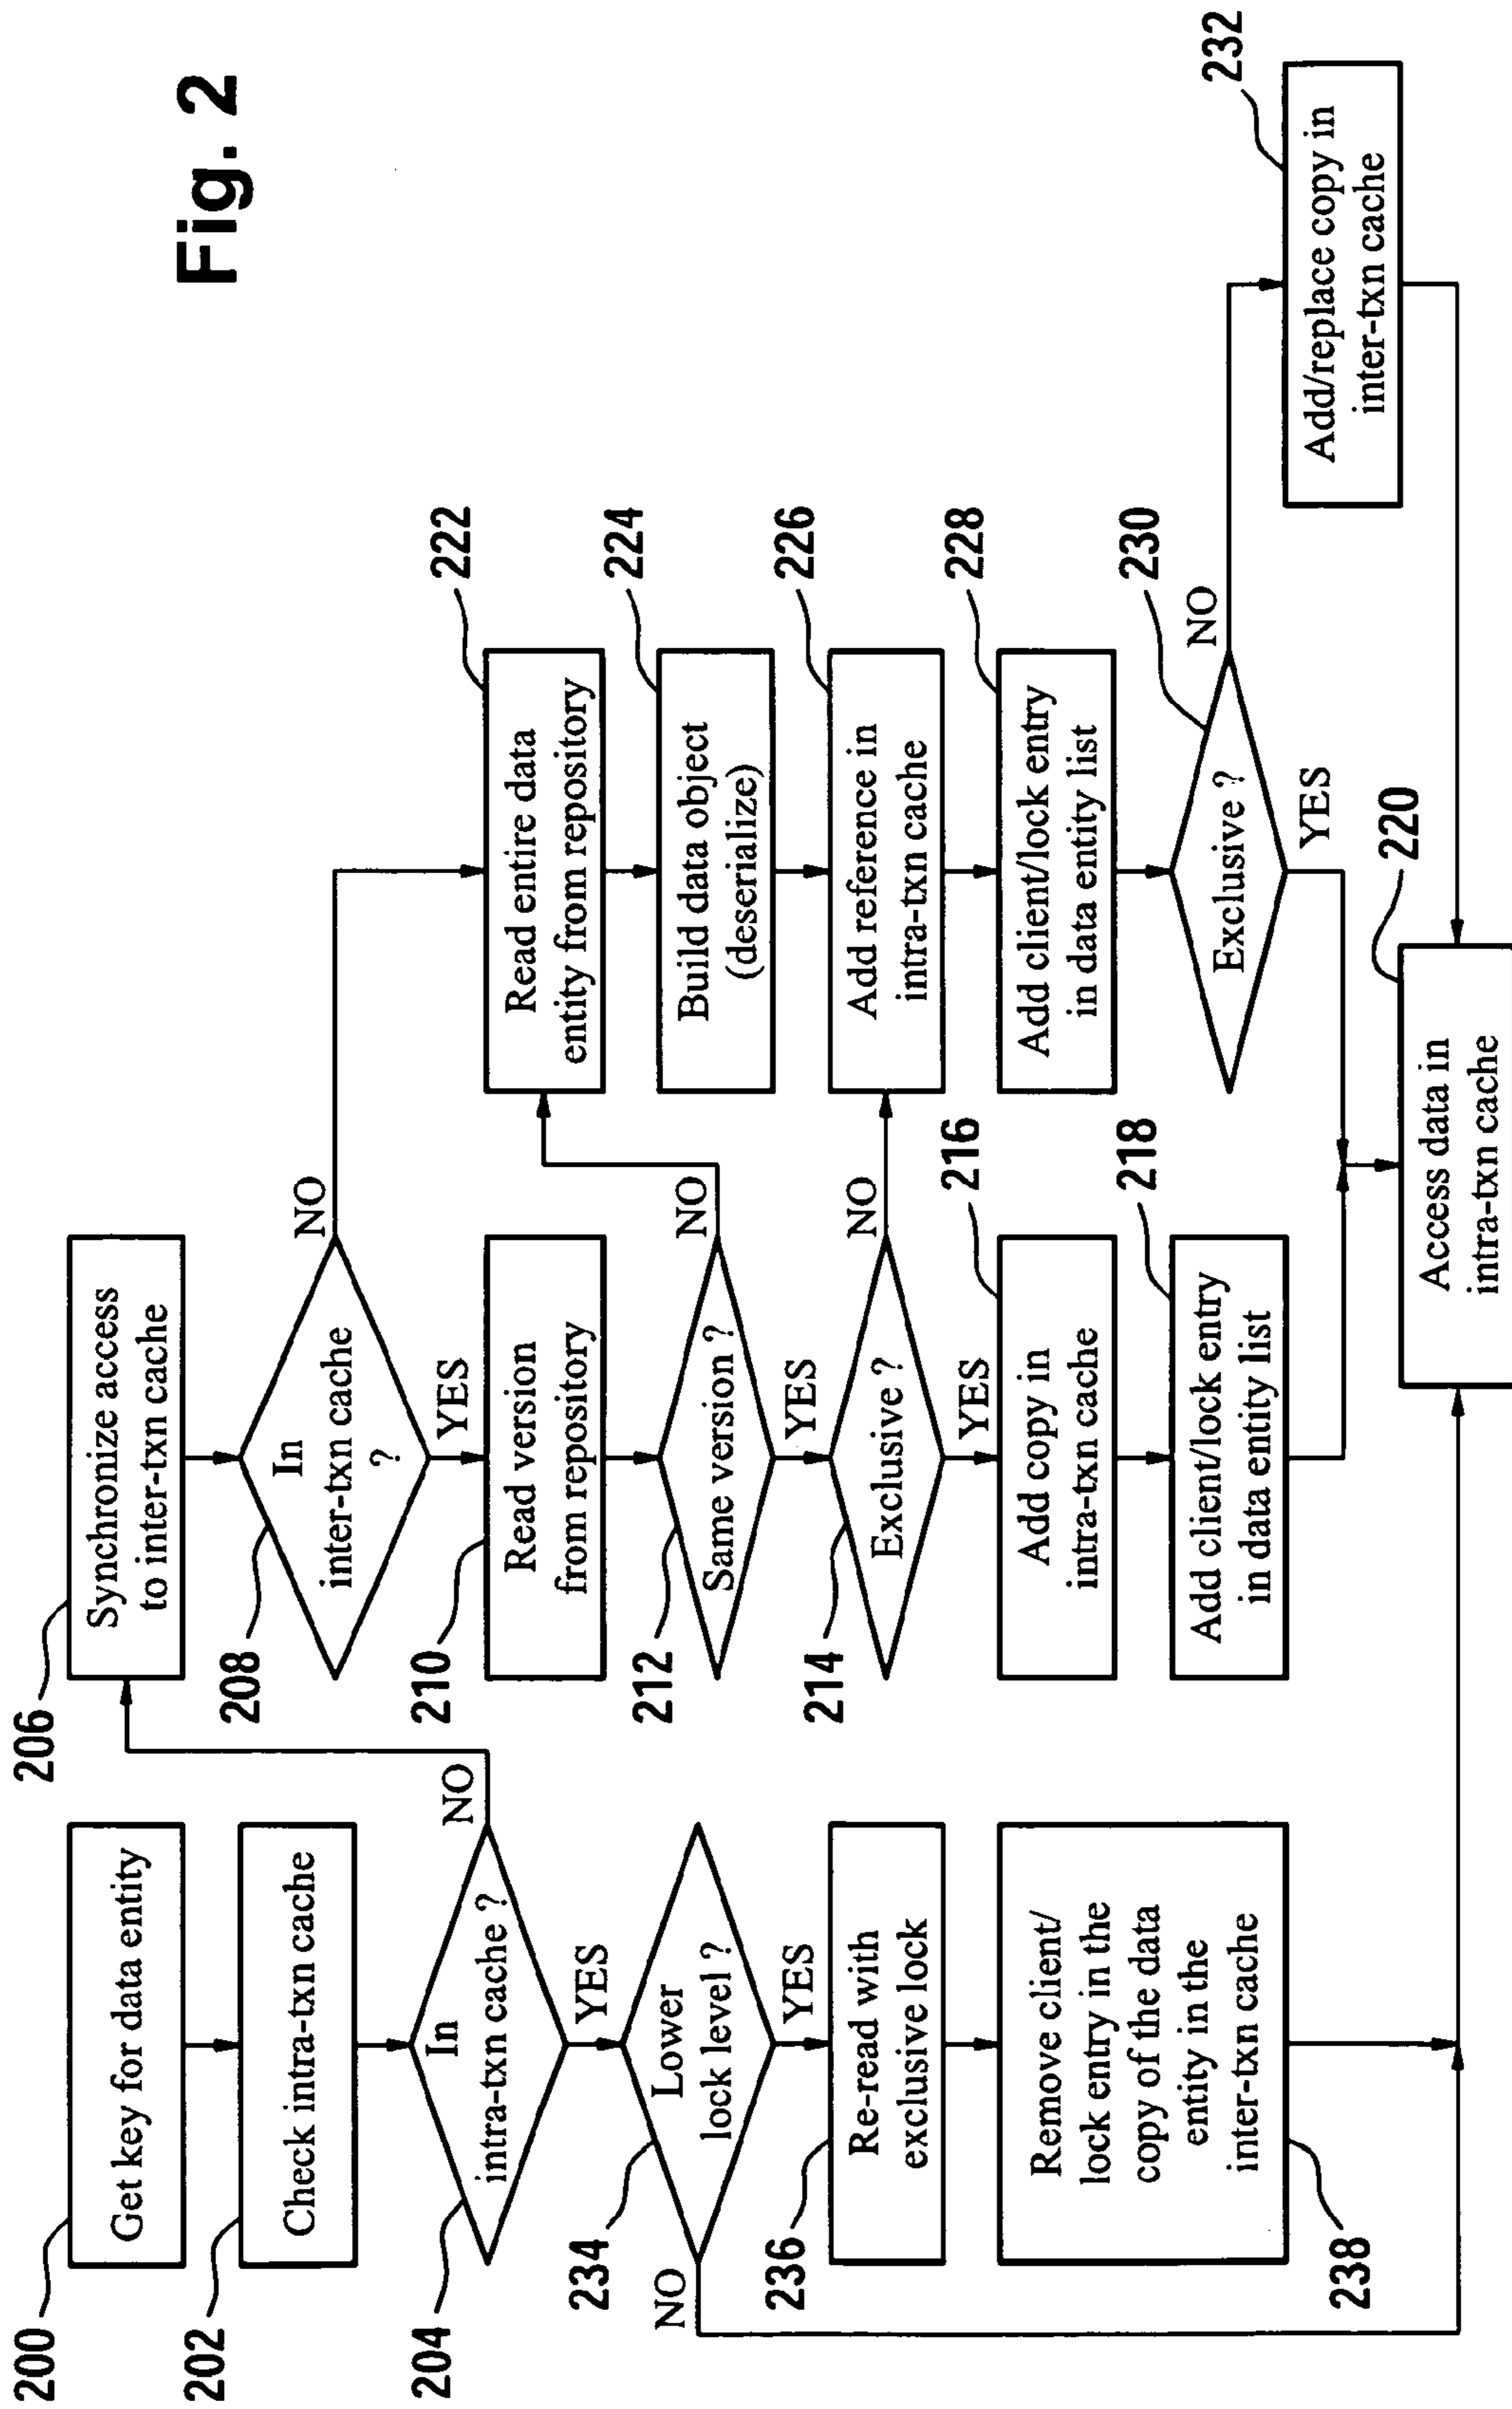 Fig. 2
200
Get key for data entity
202
Check intra-txn cache
204
In
intra-txn cache ?
NO
YES
234
Lower
lock level ?
NO
YES
236
Re-read with
exclusive lock
238
Remove client/
lock entry in the
copy of the data
entity in the
inter-txn cache
206
Synchronize access
to inter-txn cache
208
In
inter-txn cache
?
NO
YES
210
Read version
from repository
212
Same version ?
NO
YES
214
Exclusive ?
NO
YES
216
Add copy in
intra-txn cache
218
Add client/lock entry
in data entity list
222
Read entire data
entity from repository
224
Build data object
(deserialize)
226
Add reference in
intra-txn cache
228
Add client/lock entry
in data entity list
230
Exclusive ?
NO
YES
232
Add/replace copy in
inter-txn cache
220
Access data in
intra-txn cache